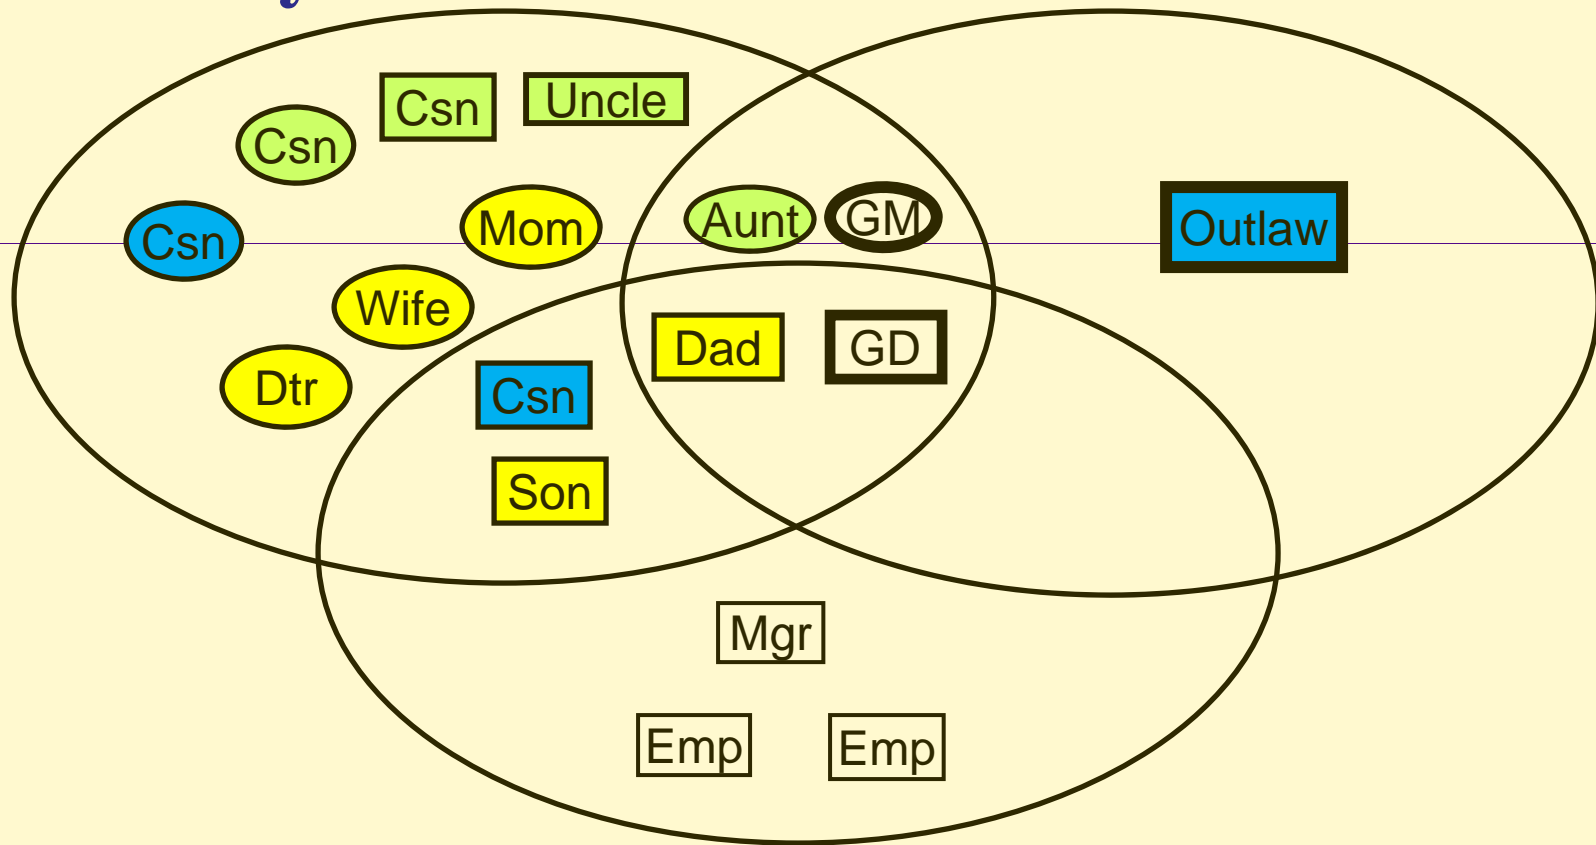 Csn
Uncle
Csn
Csn
Mom
Aunt
GM
Outlaw
Wife
Dad
GD
Dtr
Csn
Son
Mgr
Emp
Emp